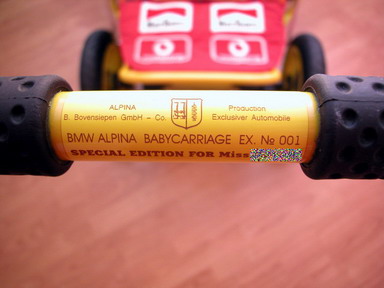 ALPINA Production
B. Bovensiepen GmbH – Co. Exclusiver Automobile
BMW ALPINA BABYCARRIAGE EX. № 001
SPECIAL EDITION FOR Miss